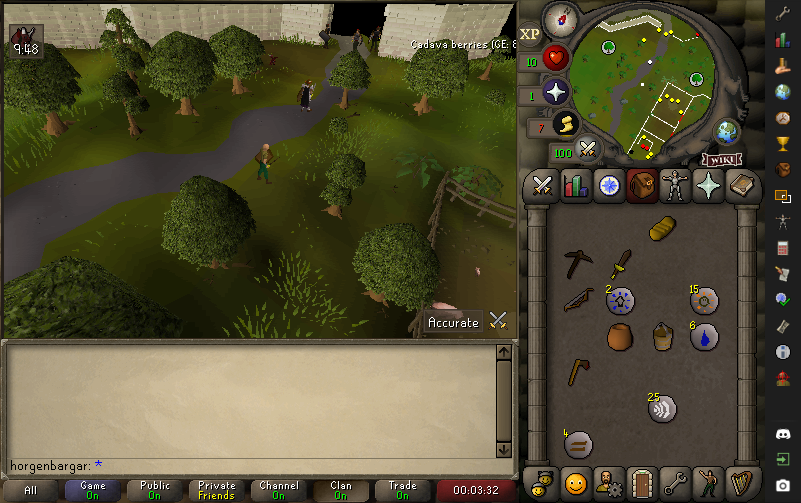 9:48
Cadava berries (GE: 8
XP
10
1
7
100
WIKI
2
15
6
25
4
Accurate
horgenbargar: *
All
Game
On
Public
On
Private
Friends
Channel
On
Clan
On
Trade
On
00:03:32